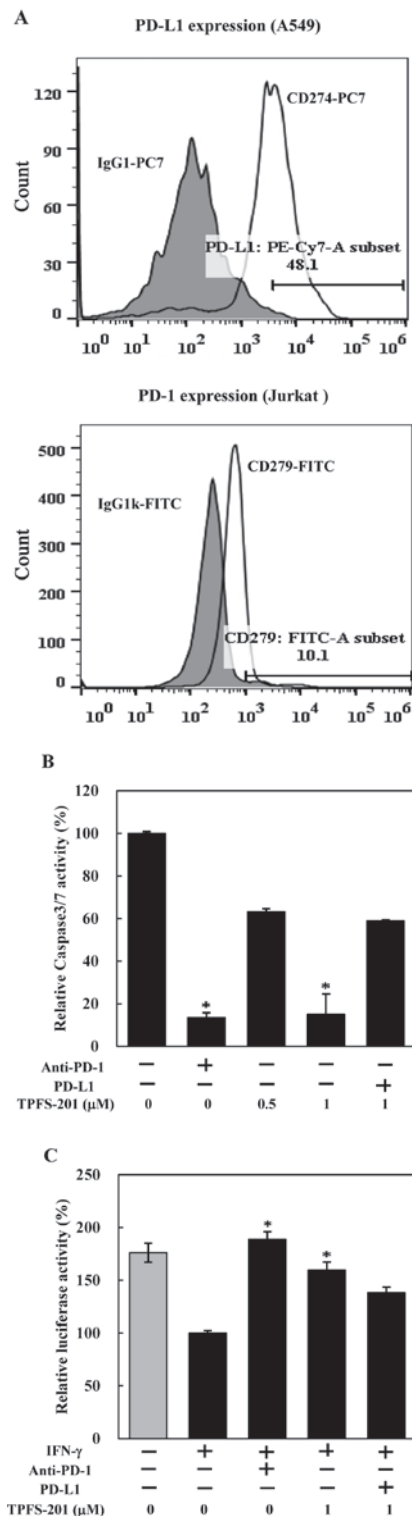 A
PD-L1 expression (A549)
120
90
60
30
0
Count
IgG1-PC7
CD274-PC7
PD-L1: PE-Cy7-A subset
48.1
10^0 10^1 10^2 10^3 10^4 10^5 10^6
PD-1 expression (Jurkat )
500
400
300
200
100
0
Count
IgG1k-FITC
CD279-FITC
CD279: FITC-A subset
10.1
10^0 10^1 10^2 10^3 10^4 10^5 10^6
B
Relative Caspase3/7 activity (%)
120
100
80
60
40
20
0
* *
Anti-PD-1 − + − − −
PD-L1 − − − − +
TPFS-201 (µM) 0 0 0.5 1 1
C
Relative luciferase activity (%)
250
200
150
100
50
0
* *
IFN-γ − + + + +
Anti-PD-1 − − + − −
PD-L1 − − − − +
TPFS-201 (µM) 0 0 0 1 1